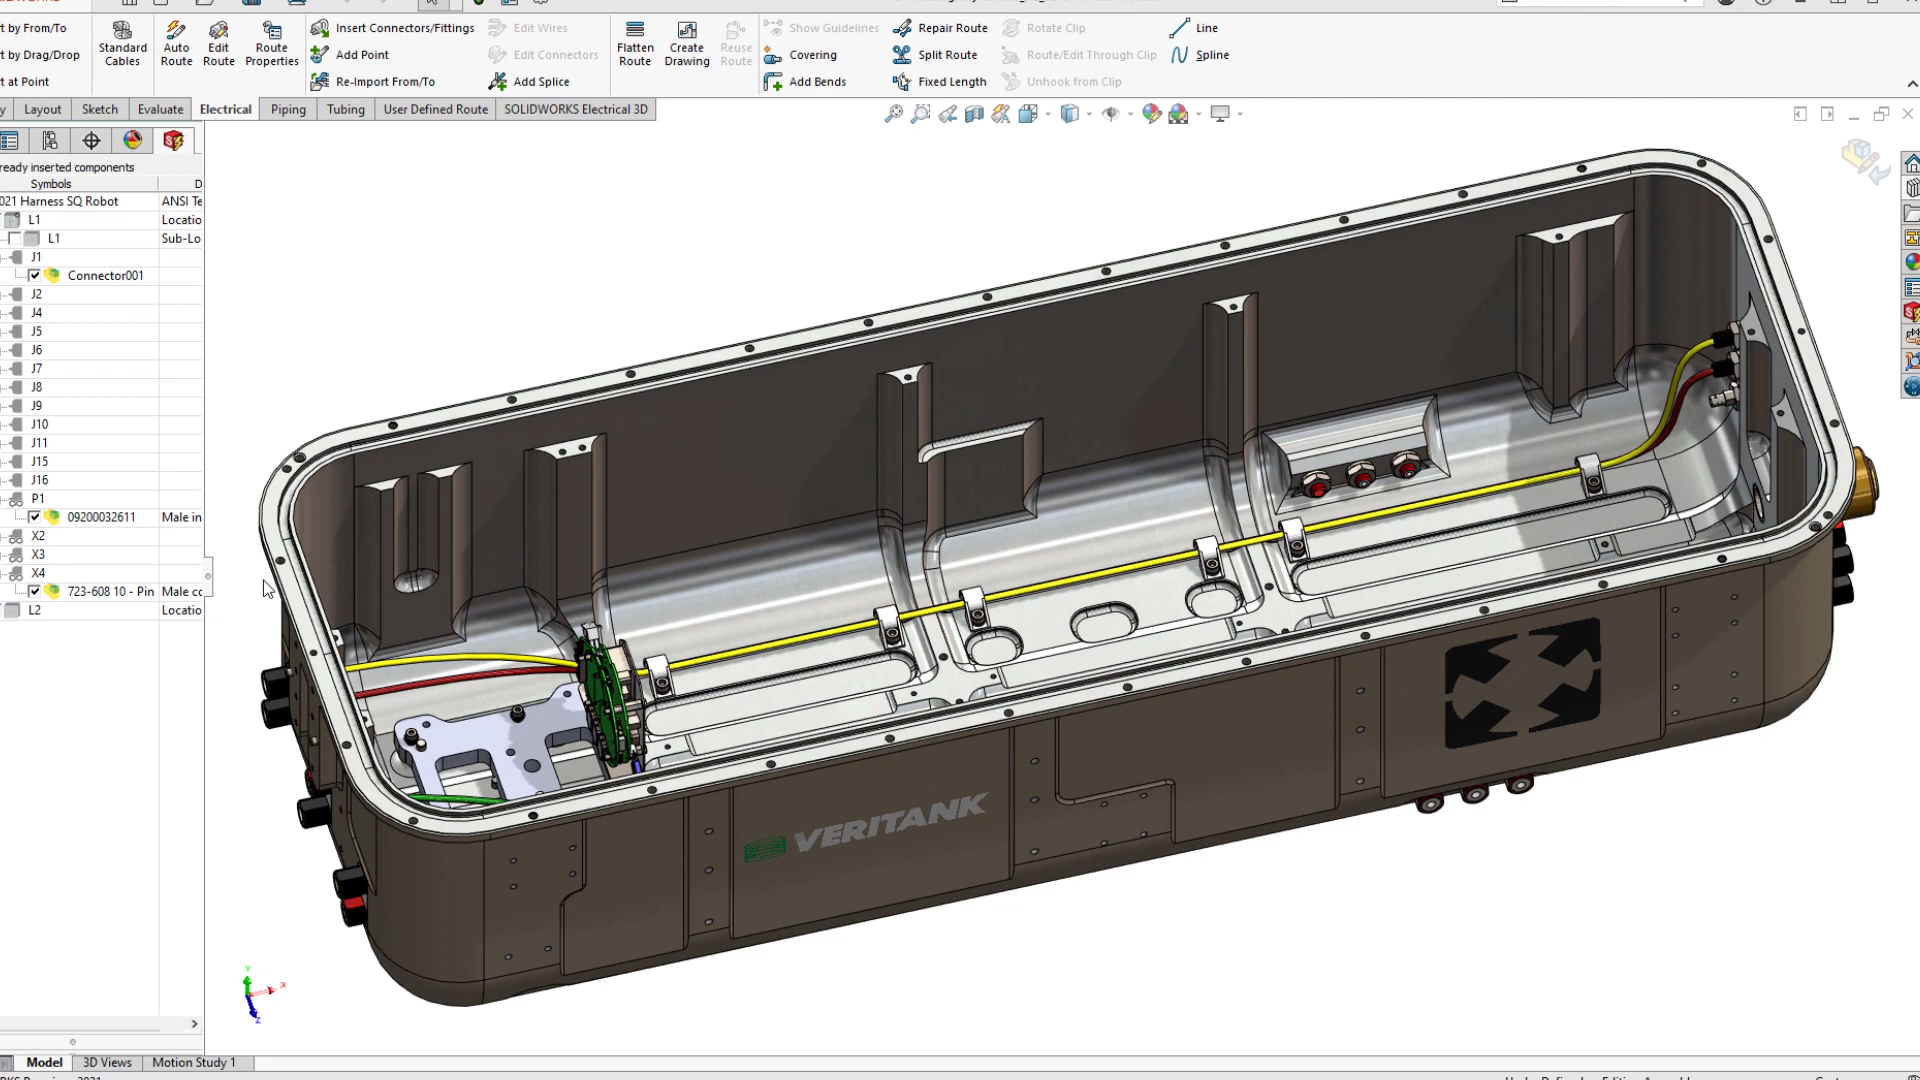 rt by From/To
rt by Drag/Drop
rt at Point
Standard Cables
Auto Route
Edit Route
Route Properties
Insert Connectors/Fittings
Add Point
Re-Import From/To
Edit Wires
Edit Connectors
Add Splice
Flatten Route
Create Drawing
Reuse Route
Show Guidelines
Covering
Add Bends
Repair Route
Split Route
Fixed Length
Rotate Clip
Route/Edit Through Clip
Unhook from Clip
Line
Spline
y
Layout
Sketch
Evaluate
Electrical
Piping
Tubing
User Defined Route
SOLIDWORKS Electrical 3D
ready inserted components
Symbols D
021 Harness SQ Robot ANSI Te
L1 Locatio
L1 Sub-Lo
J1
Connector001
J2
J4
J5
J6
J7
J8
J9
J10
J11
J15
J16
P1
09200032611 Male in
X2
X3
X4
723-608 10 - Pin Male co
L2 Locatio
VERITANK
Y
X
Z
Model
3D Views
Motion Study 1